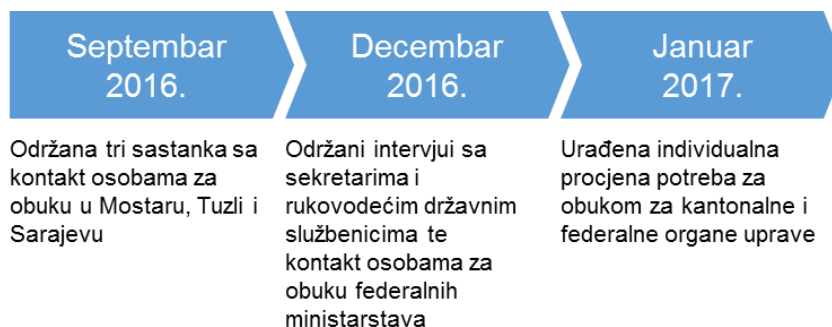 Septembar
2016.
Održana tri sastanka sa
kontakt osobama za
obuku u Mostaru, Tuzli i
Sarajevu
Decembar
2016.
Održani intervjui sa
sekretarima i
rukovodećim državnim
službenicima te
kontakt osobama za
obuku federalnih
ministarstava
Januar
2017.
Urađena individualna
procjena potreba za
obukom za kantonalne i
federalne organe uprave